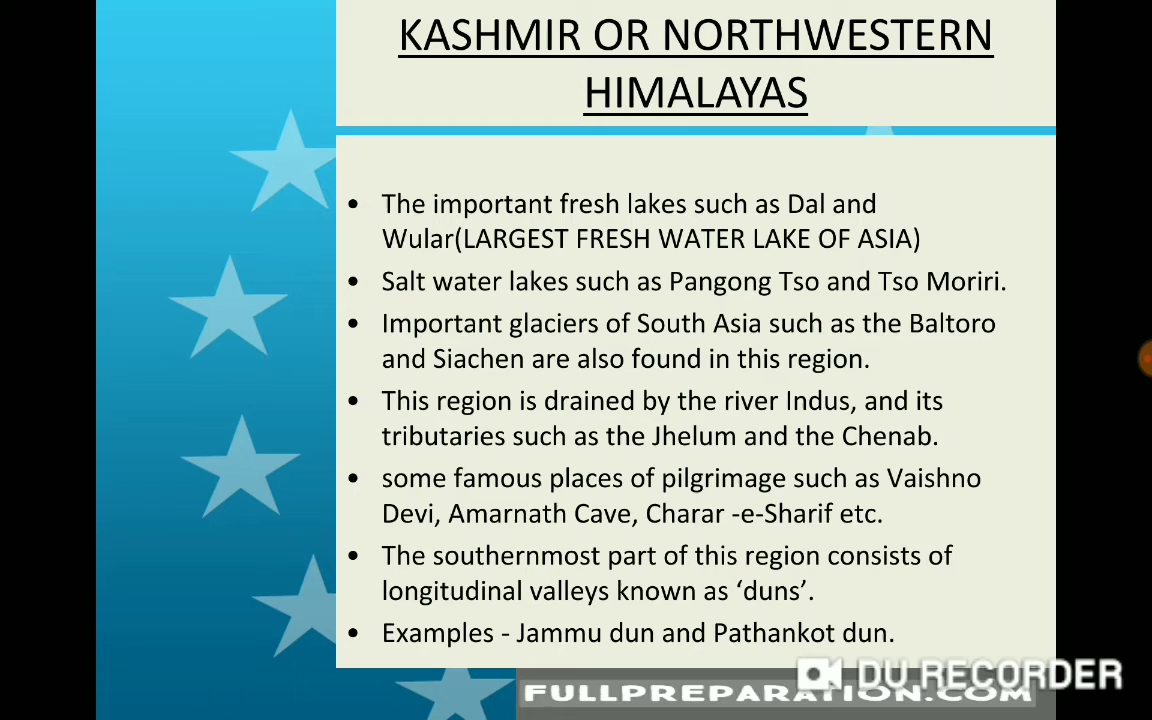 KASHMIR OR NORTHWESTERN
HIMALAYAS
• The important fresh lakes such as Dal and
Wular(LARGEST FRESH WATER LAKE OF ASIA)
• Salt water lakes such as Pangong Tso and Tso Moriri.
• Important glaciers of South Asia such as the Baltoro
and Siachen are also found in this region.
• This region is drained by the river Indus, and its
tributaries such as the Jhelum and the Chenab.
• some famous places of pilgrimage such as Vaishno
Devi, Amarnath Cave, Charar -e-Sharif etc.
• The southernmost part of this region consists of
longitudinal valleys known as ‘duns’.
• Examples - Jammu dun and Pathankot dun.
DU RECORDER
FULLPREPARATION.COM